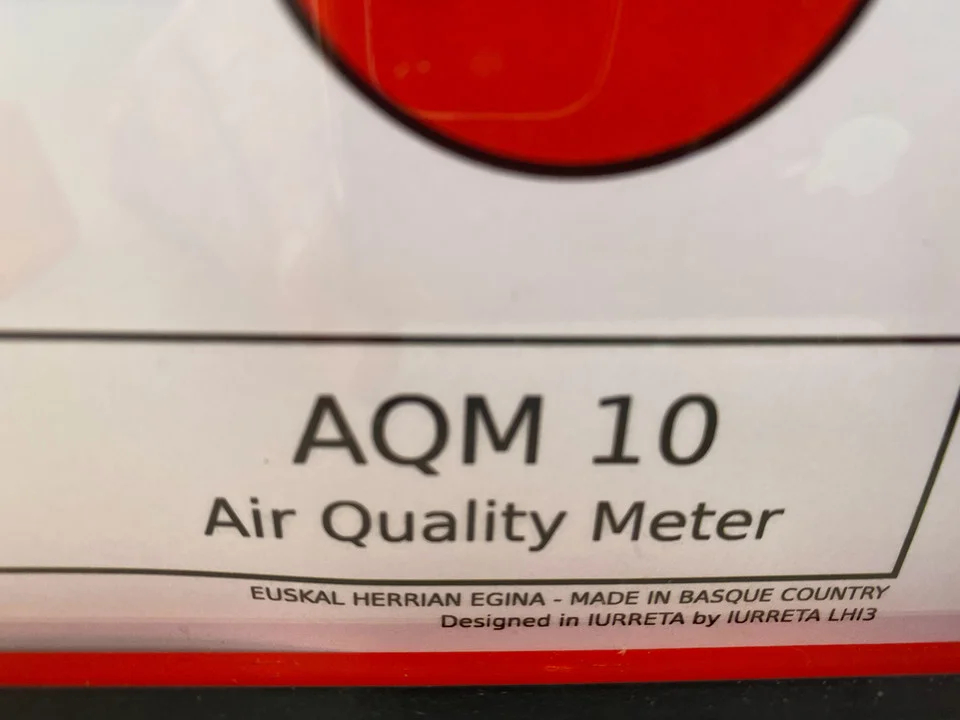 AQM 10
Air Quality Meter
EUSKAL HERRIAN EGINA - MADE IN BASQUE COUNTRY
Designed in IURRETA by IURRETA LHI3